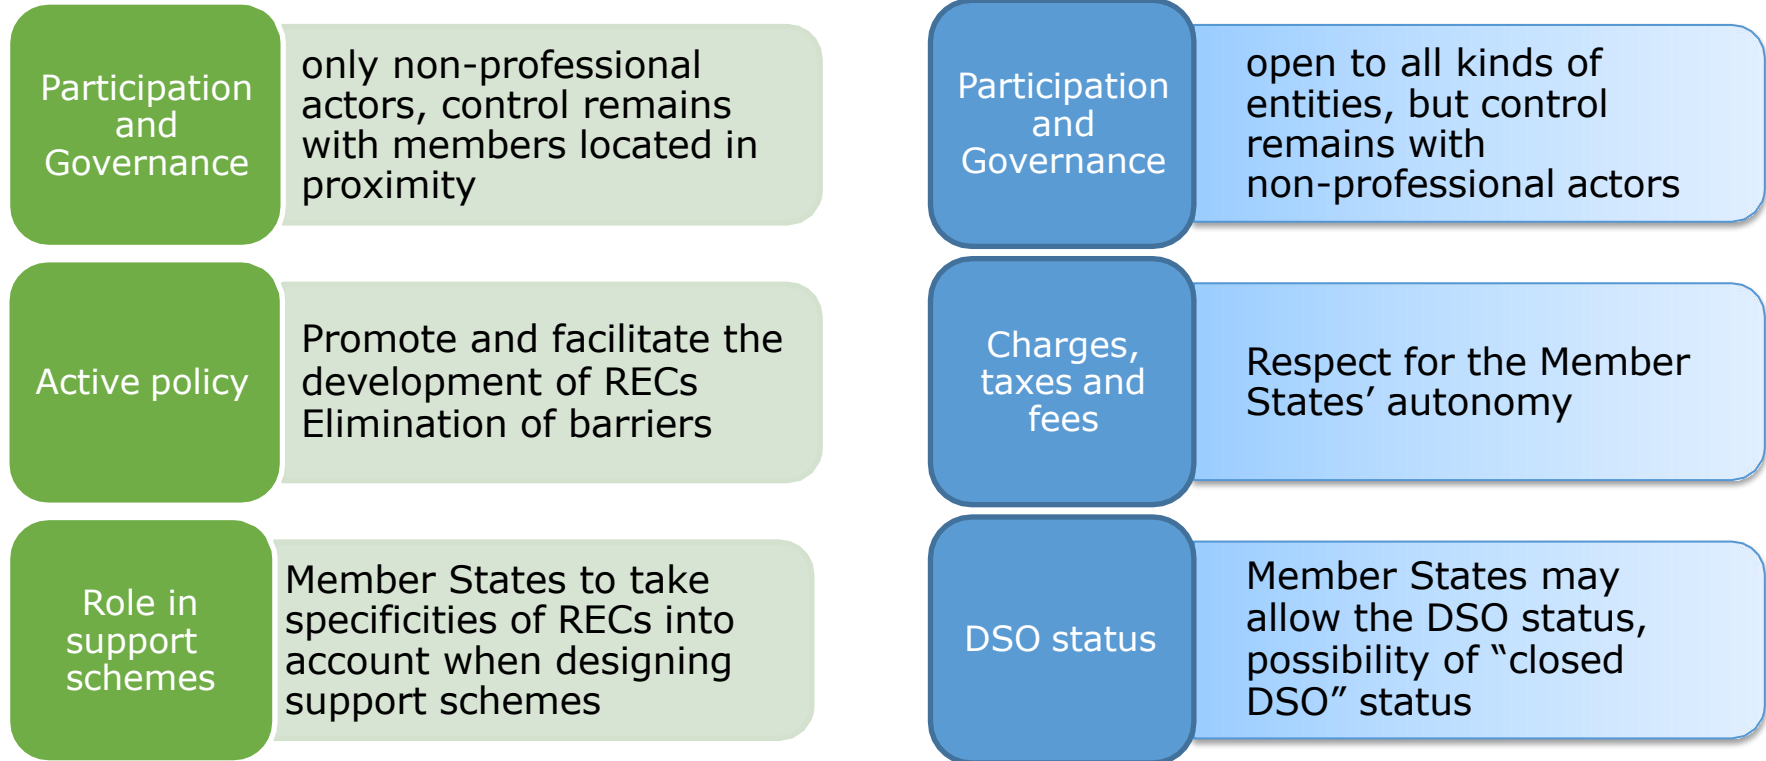 Participation
and
Governance
only non-professional
actors, control remains
with members located in
proximity
Active policy
Promote and facilitate the
development of RECs
Elimination of barriers
Role in
support
schemes
Member States to take
specificities of RECs into
account when designing
support schemes
Participation
and
Governance
open to all kinds of
entities, but control
remains with
non-professional actors
Charges,
taxes and
fees
Respect for the Member
States’ autonomy
DSO status
Member States may
allow the DSO status,
possibility of “closed
DSO” status